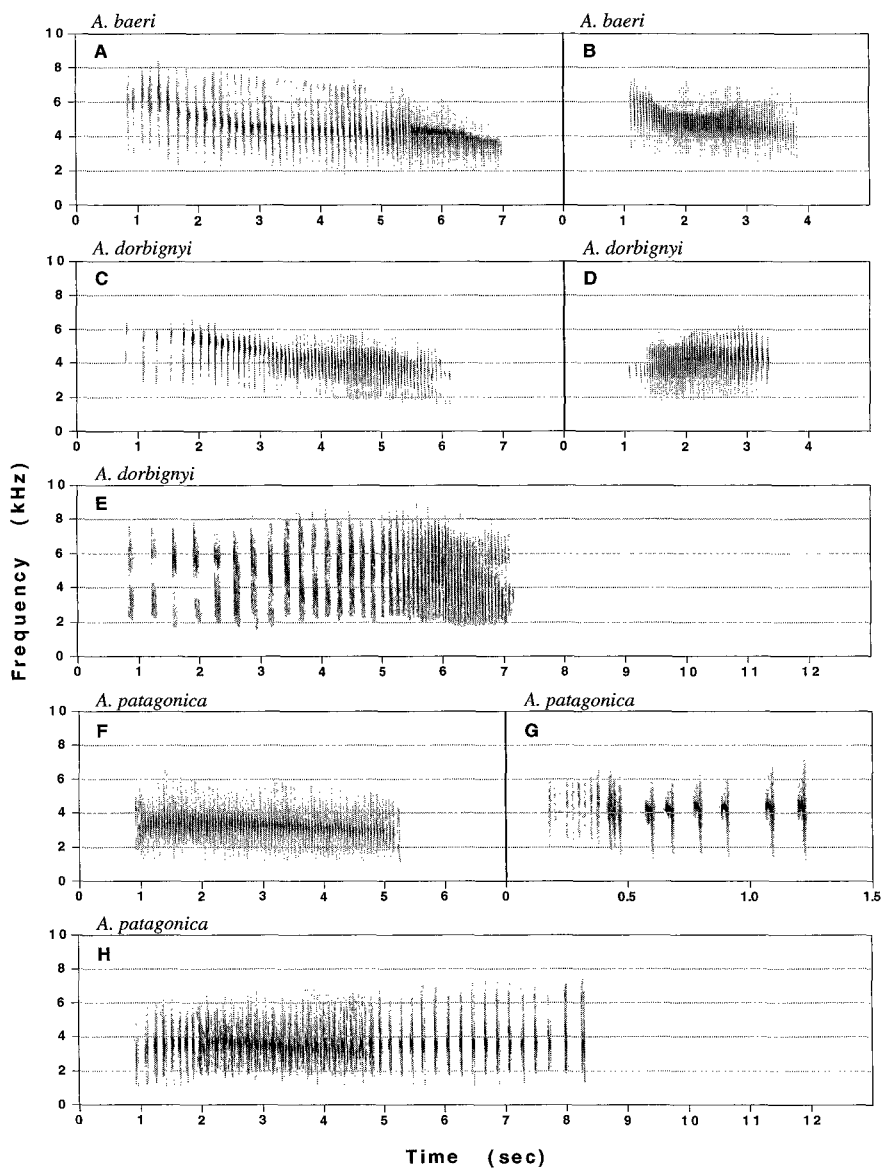 A. baeri A. baeri
A B
10
8
6
4
2
0
0 1 2 3 4 5 6 7 0 1 2 3 4
A. dorbignyi A. dorbignyi
C D
10
8
6
4
2
0
0 1 2 3 4 5 6 7 0 1 2 3 4
A. dorbignyi
E
10
8
6
4
2
0
0 1 2 3 4 5 6 7 8 9 10 11 12
Frequency (kHz)
A. patagonica A. patagonica
F G
10
8
6
4
2
0
0 1 2 3 4 5 6 0 0.5 1.0 1.5
A. patagonica
H
10
8
6
4
2
0
0 1 2 3 4 5 6 7 8 9 10 11 12
Time (sec)